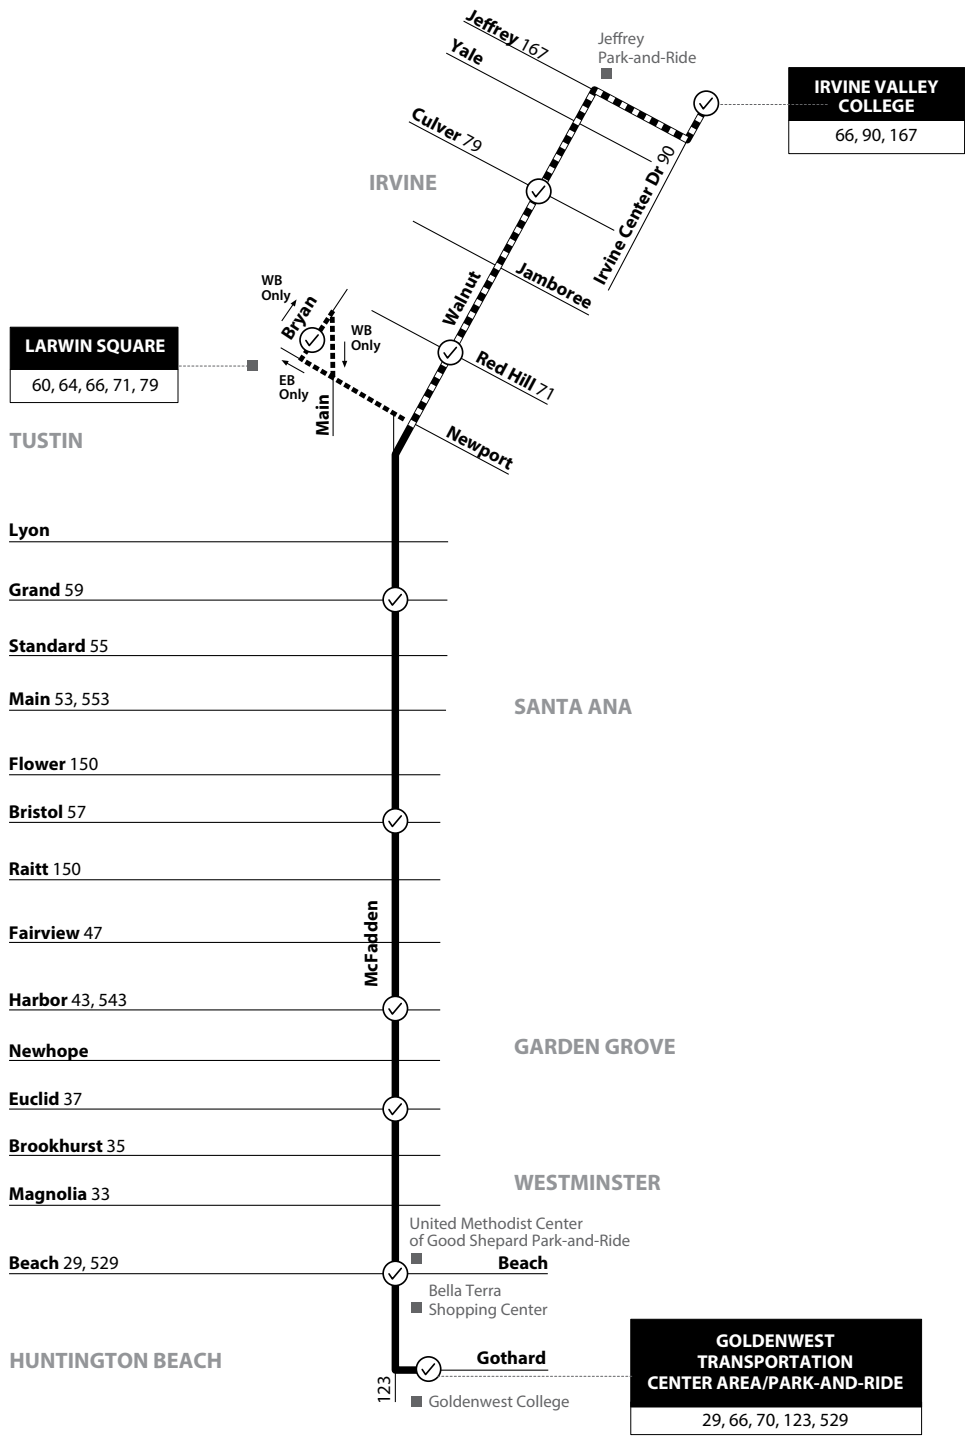 Jeffrey 167
Jeffrey
Park-and-Ride
Yale
IRVINE VALLEY
COLLEGE
66, 90, 167
Culver 79
Irvine Center Dr 90
IRVINE
Jamboree
Walnut
WB
Only
Bryan
WB
Only
LARWIN SQUARE
60, 64, 66, 71, 79
Red Hill 71
EB
Only
Main
TUSTIN
Newport
Lyon
Grand 59
Standard 55
Main 53, 553
SANTA ANA
Flower 150
Bristol 57
Raitt 150
McFadden
Fairview 47
Harbor 43, 543
Newhope
GARDEN GROVE
Euclid 37
Brookhurst 35
Magnolia 33
WESTMINSTER
United Methodist Center
of Good Shepard Park-and-Ride
Beach 29, 529
Beach
Bella Terra
Shopping Center
HUNTINGTON BEACH
Gothard
GOLDENWEST
TRANSPORTATION
CENTER AREA/PARK-AND-RIDE
29, 66, 70, 123, 529
123
Goldenwest College